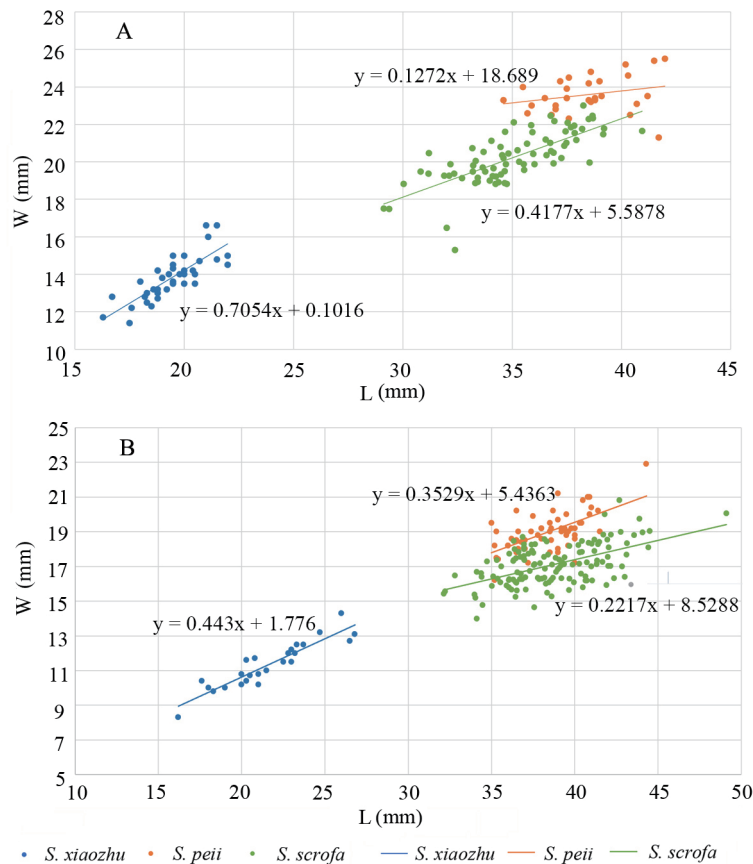 A
W (mm)
28
26
24
22
20
18
16
14
12
10
y = 0.1272x + 18.689
y = 0.4177x + 5.5878
y = 0.7054x + 0.1016
15 20 25 30 35 40 45
L (mm)
B
W (mm)
25
23
21
19
17
15
13
11
9
7
5
y = 0.3529x + 5.4363
y = 0.2217x + 8.5288
y = 0.443x + 1.776
10 15 20 25 30 35 40 45 50
L (mm)
S. xiaozhu S. peii S. scrofa S. xiaozhu S. peii S. scrofa